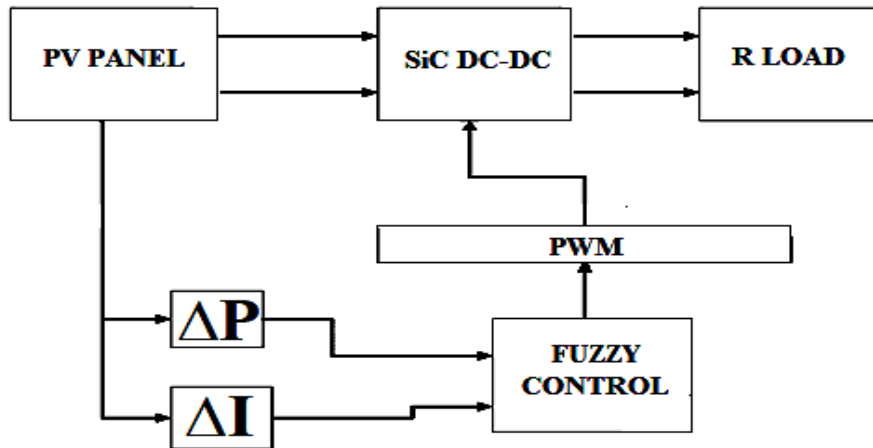 PV PANEL
SiC DC-DC
R LOAD
PWM
ΔP
FUZZY
CONTROL
ΔI